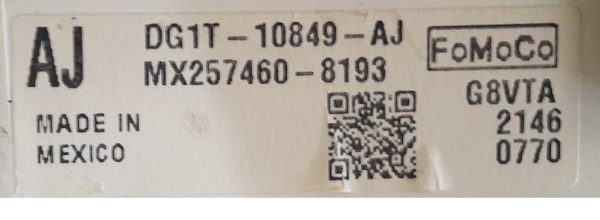 AJ
DG1T-10849-AJ
MX257460-8193
FoMoCo
G8VTA
2146
0770
MADE IN
MEXICO